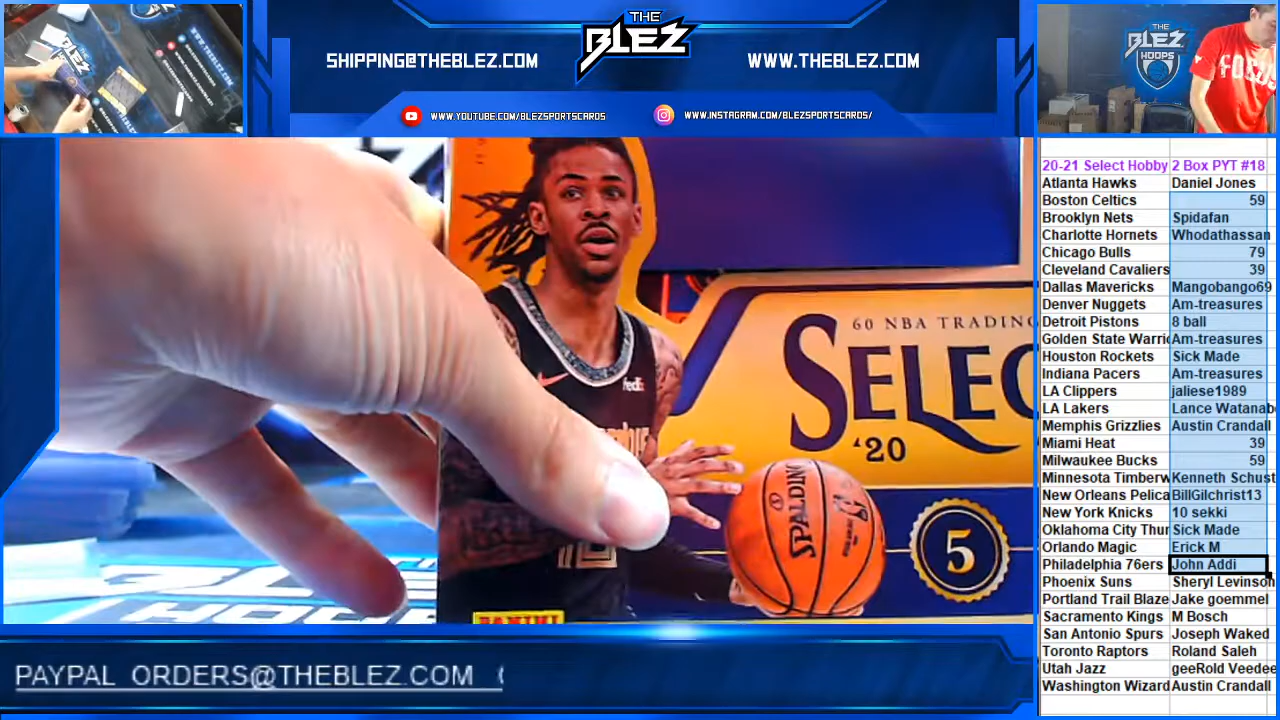 THE
BLEZ
SHIPPING@THEBLEZ.COM
WWW.THEBLEZ.COM
WWW.YOUTUBE.COM/BLEZSPORTSCARDS
WWW.INSTAGRAM.COM/BLEZSPORTSCARDS/
THE
BLEZ
HOOPS
FOCUS
60 NBA TRADING
SELEC
'20
5
FedEx
SPALDING
PANINI
20-21 Select Hobby 2 Box PYT #18
Atlanta Hawks Daniel Jones
Boston Celtics 59
Brooklyn Nets Spidafan
Charlotte Hornets Whodathassan
Chicago Bulls 79
Cleveland Cavaliers 39
Dallas Mavericks Mangobango69
Denver Nuggets Am-treasures
Detroit Pistons 8 ball
Golden State Warri Am-treasures
Houston Rockets Sick Made
Indiana Pacers Am-treasures
LA Clippers jaliese1989
LA Lakers Lance Watanab
Memphis Grizzlies Austin Crandall
Miami Heat 39
Milwaukee Bucks 59
Minnesota Timberw Kenneth Schust
New Orleans Pelica BillGilchrist13
New York Knicks 10 sekki
Oklahoma City Thun Sick Made
Orlando Magic Erick M
Philadelphia 76ers John Addi
Phoenix Suns Sheryl Levinson
Portland Trail Blaze Jake goemmel
Sacramento Kings M Bosch
San Antonio Spurs Joseph Waked
Toronto Raptors Roland Saleh
Utah Jazz geeRold Veedee
Washington Wizard Austin Crandall
PAYPAL ORDERS@THEBLEZ.COM